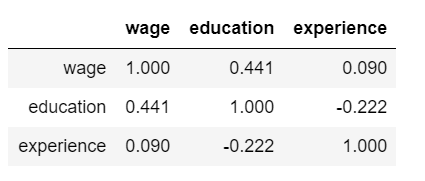 wage education experience
wage 1.000 0.441 0.090
education 0.441 1.000 -0.222
experience 0.090 -0.222 1.000